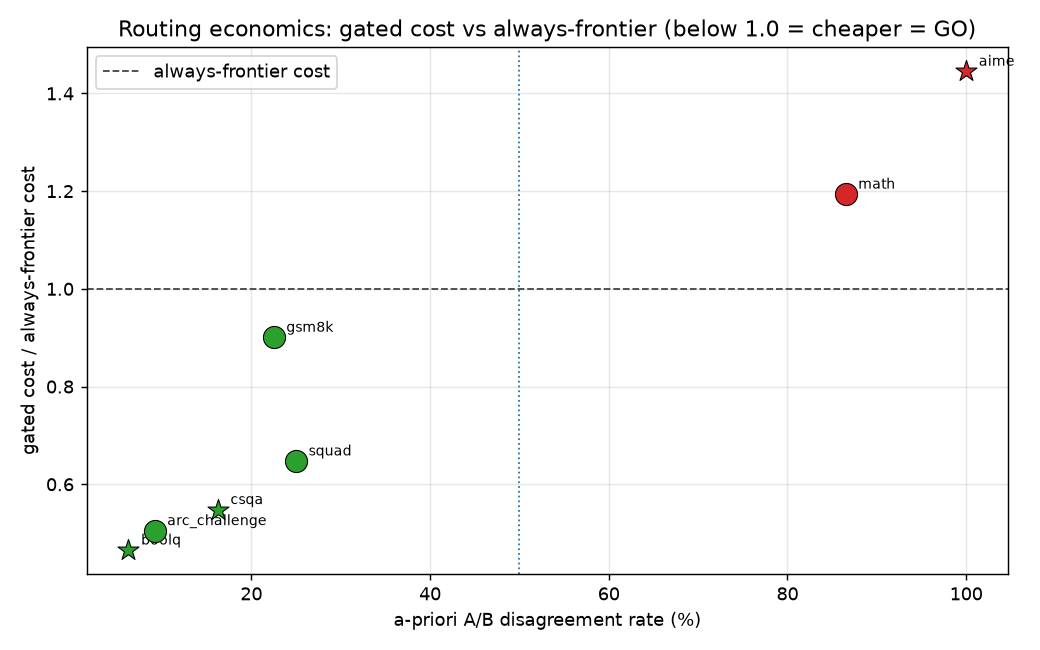 Routing economics: gated cost vs always-frontier (below 1.0 = cheaper = GO)
always-frontier cost
aime
1.4
math
1.2
gated cost / always-frontier cost
1.0
gsm8k
0.8
squad
0.6
csqa
arc_challenge
boolq
20
40
60
80
100
a-priori A/B disagreement rate (%)